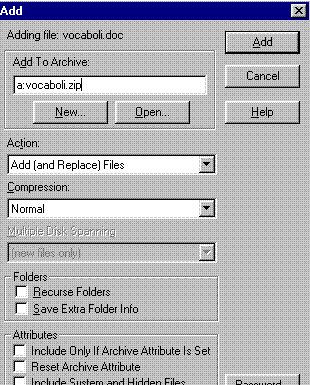 Add
Adding file: vocaboli.doc
Add To Archive:
a:vocaboli.zip
New... Open...
Add
Cancel
Help
Action:
Add (and Replace) Files
Compression:
Normal
Multiple Disk Spanning
(new files only)
Folders
Recurse Folders
Save Extra Folder Info
Attributes
Include Only If Archive Attribute Is Set
Reset Archive Attribute
Include System and Hidden Files
Password...